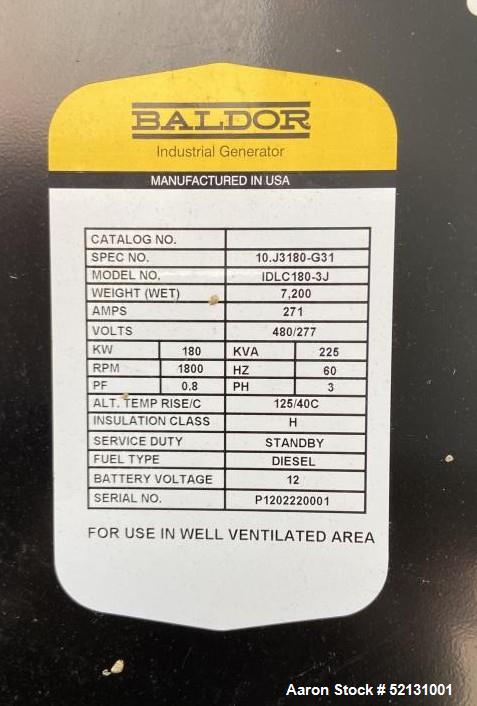 BALDOR
Industrial Generator
MANUFACTURED IN USA
CATALOG NO.
SPEC NO. 10.J3180-G31
MODEL NO. IDLC180-3J
WEIGHT (WET) 7,200
AMPS 271
VOLTS 480/277
KW 180 KVA 225
RPM 1800 HZ 60
PF 0.8 PH 3
ALT. TEMP RISE/C 125/40C
INSULATION CLASS H
SERVICE DUTY STANDBY
FUEL TYPE DIESEL
BATTERY VOLTAGE 12
SERIAL NO. P1202220001
FOR USE IN WELL VENTILATED AREA
Aaron Stock # 52131001